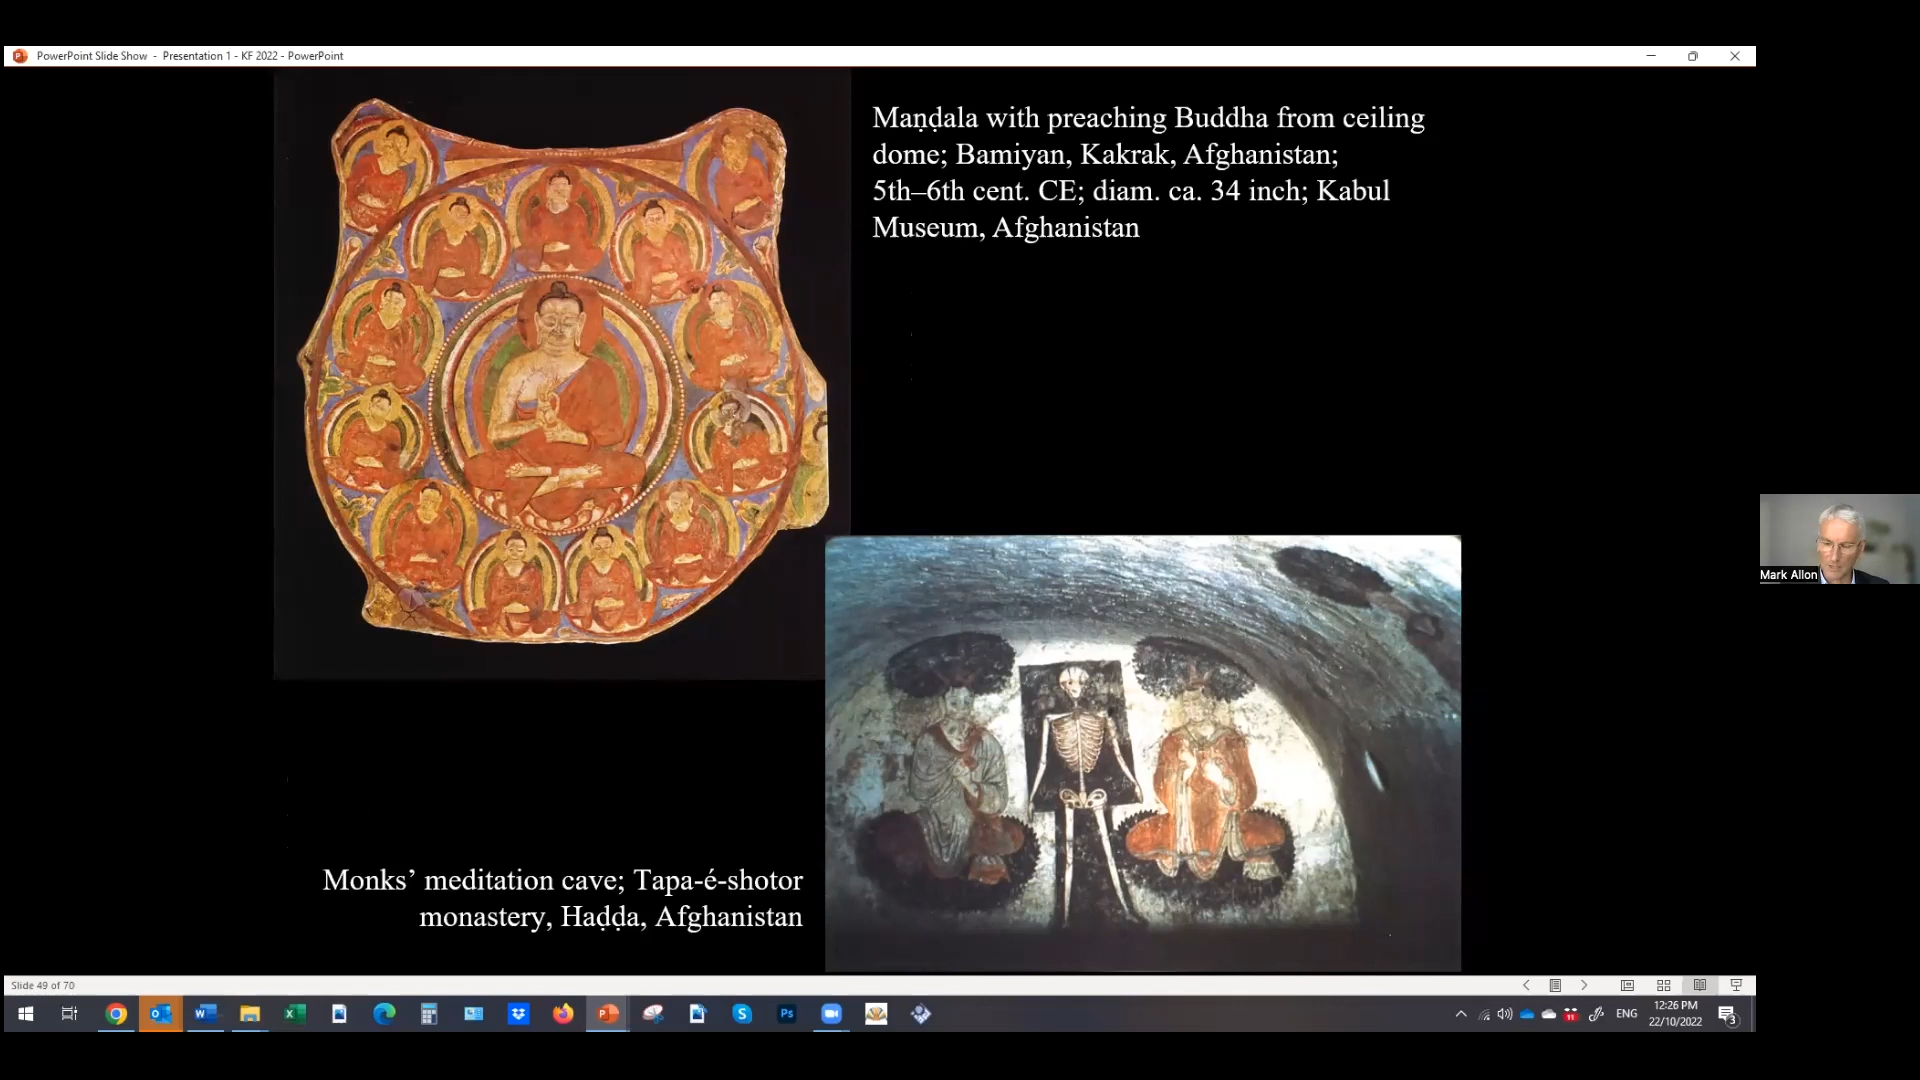 PowerPoint Slide Show - Presentation 1 - KF 2022 - PowerPoint
Maṇḍala with preaching Buddha from ceiling
dome; Bamiyan, Kakrak, Afghanistan;
5th–6th cent. CE; diam. ca. 34 inch; Kabul
Museum, Afghanistan
Mark Allon
Monks’ meditation cave; Tapa-é-shotor
monastery, Haḍḍa, Afghanistan
Slide 49 of 70
11
ENG
12:26 PM
22/10/2022
3